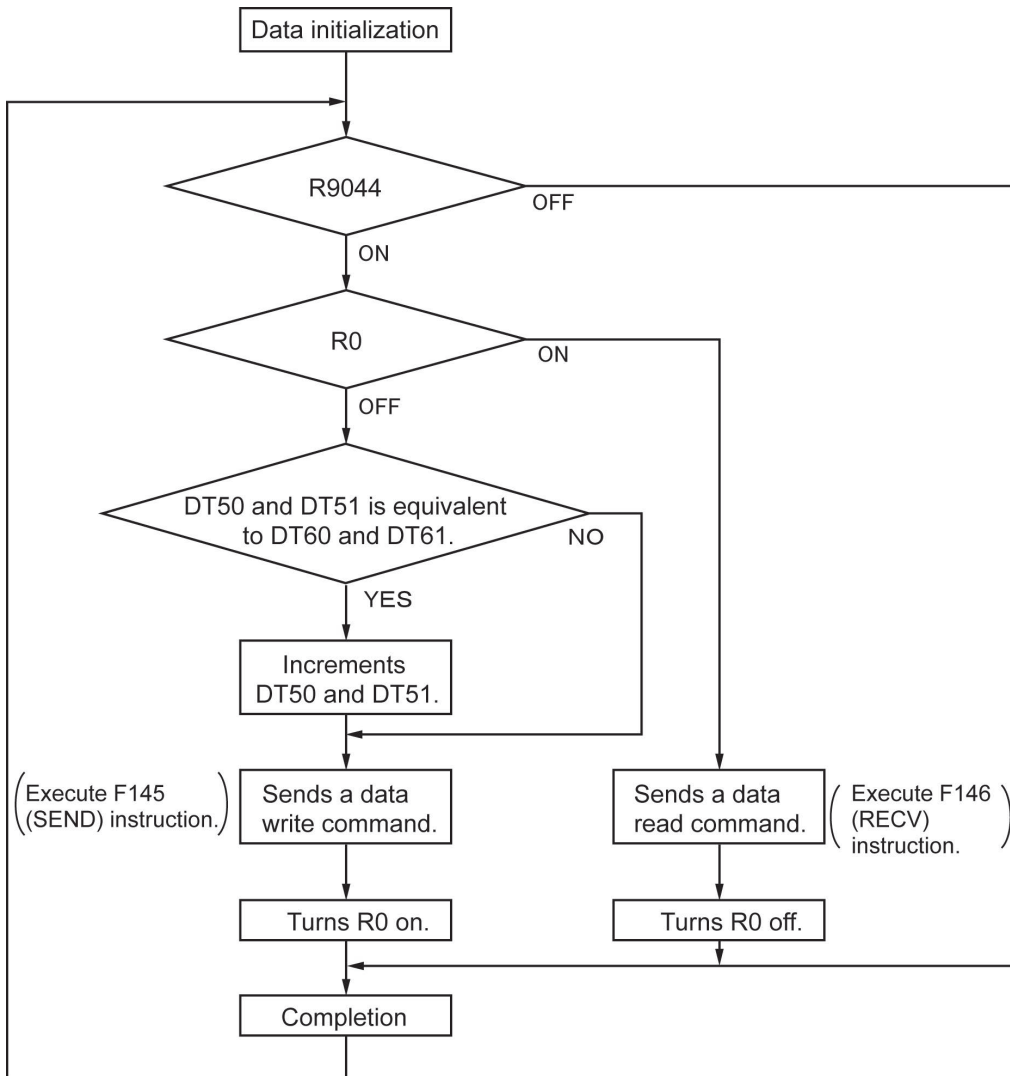 Data initialization
R9044
OFF
ON
R0
ON
OFF
DT50 and DT51 is equivalent
to DT60 and DT61.
NO
YES
Increments
DT50 and DT51.
(Execute F145
(SEND) instruction.)
Sends a data
write command.
Sends a data
read command.
(Execute F146
(RECV)
instruction.
Turns R0 on.
Turns R0 off.
Completion